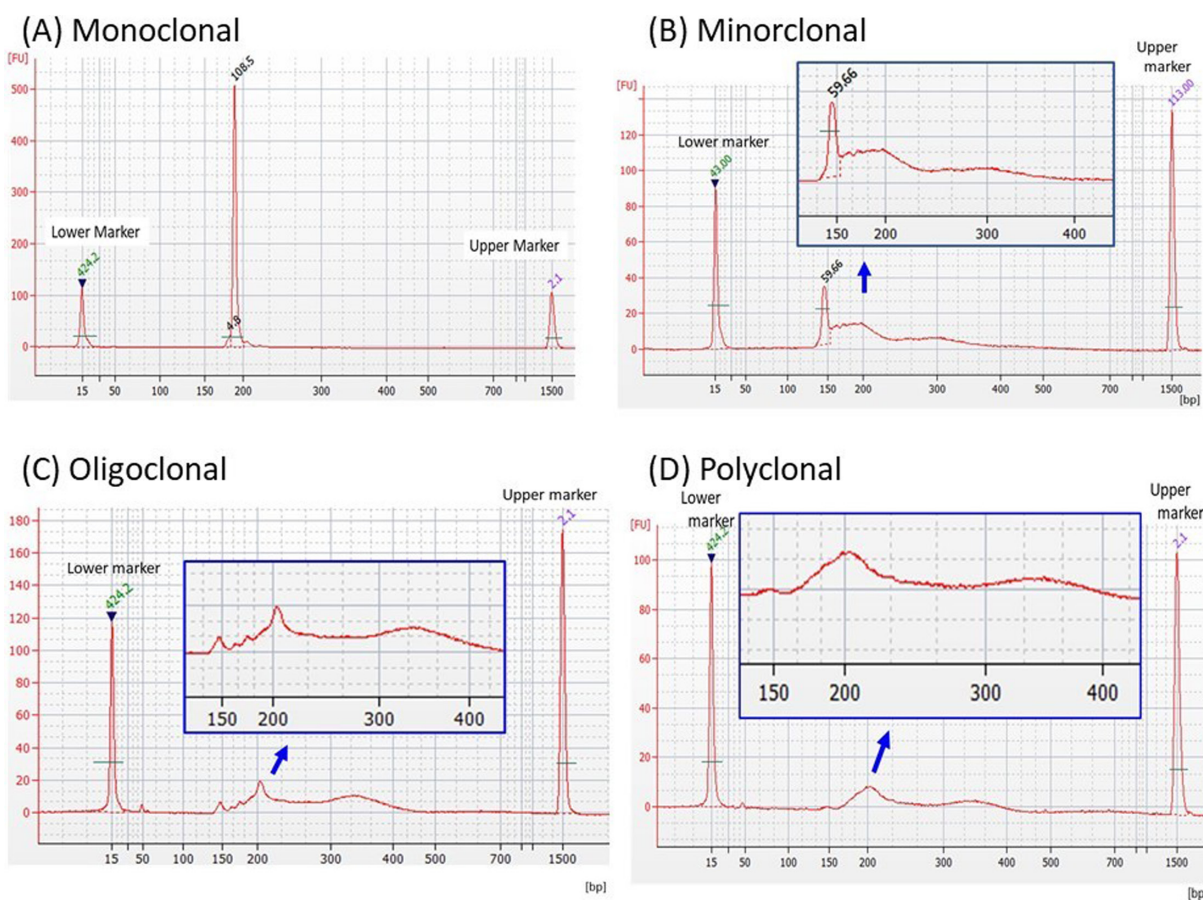 (A) Monoclonal
[FU]
500
400
300
200
100
0
108.5
Lower Marker
424.2
4.8
Upper Marker
2.1
15 50 100 150 200 300 400 500 700 1500
(B) Minorclonal
Upper
marker
[FU]
120
100
80
60
40
20
0
Lower marker
43.00
113.00
59.66
150 200 300 400
59.66
15 50 100 150 200 300 400 500 700 1500
[bp]
(C) Oligoclonal
Upper marker
180
160
140
120
100
80
60
40
20
0
2.1
Lower marker
424.2
150 200 300 400
15 50 100 150 200 300 400 500 700 1500
[bp]
(D) Polyclonal
Lower
marker
Upper
marker
[FU]
100
80
60
40
20
0
424.2
2.1
150 200 300 400
15 50 100 150 200 300 400 500 700 1500
[bp